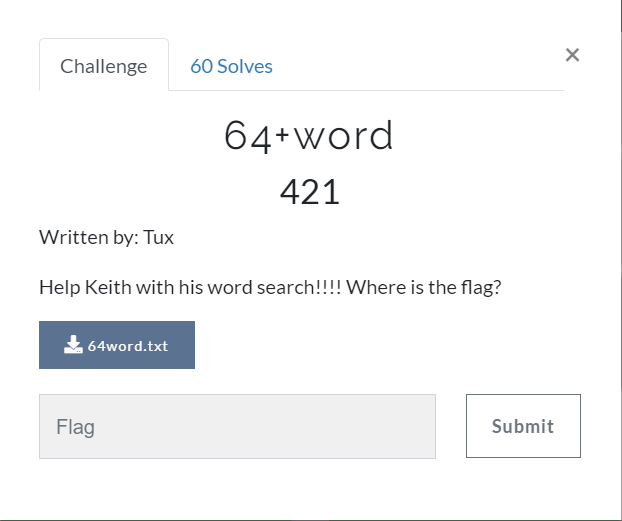 Challenge 60 Solves ×
64+word
421
Written by: Tux
Help Keith with his word search!!!! Where is the flag?
64word.txt
Flag Submit